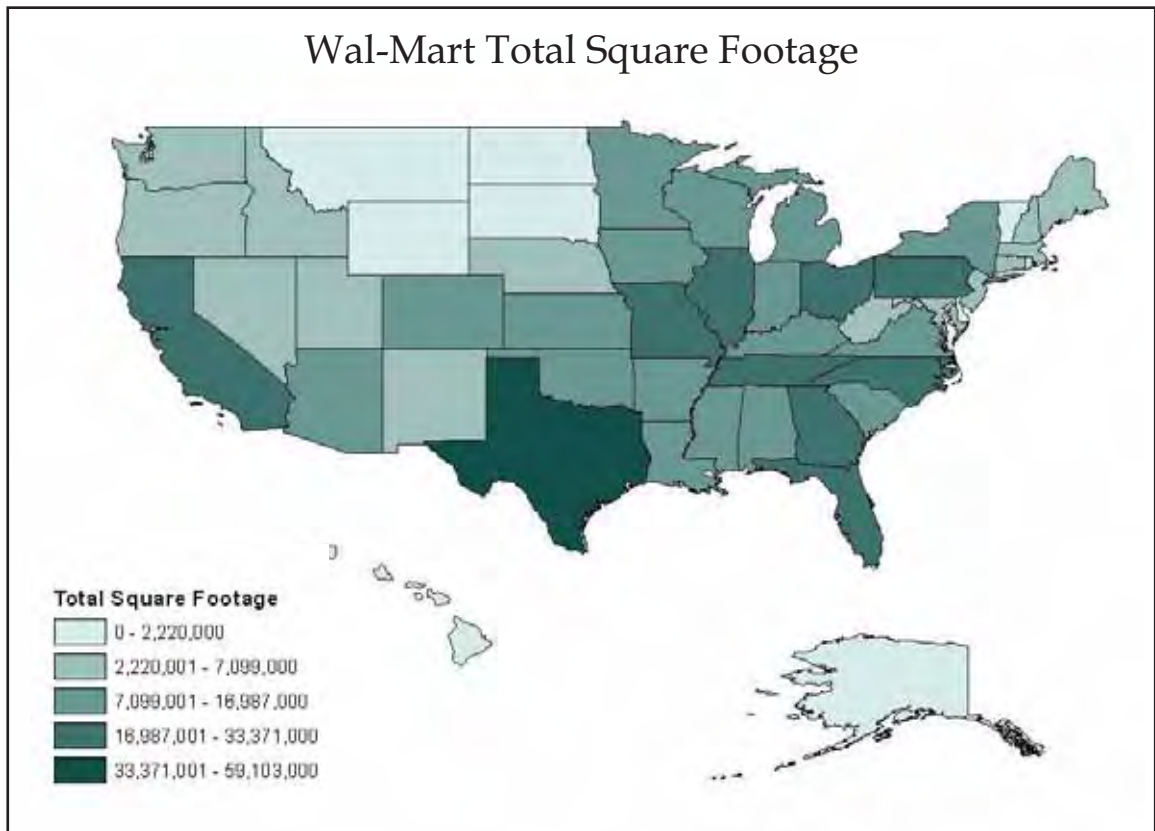 Wal-Mart Total Square Footage
Total Square Footage
0 - 2,220,000
2,220,001 - 7,099,000
7,099,001 - 16,987,000
16,987,001 - 33,371,000
33,371,001 - 59,103,000